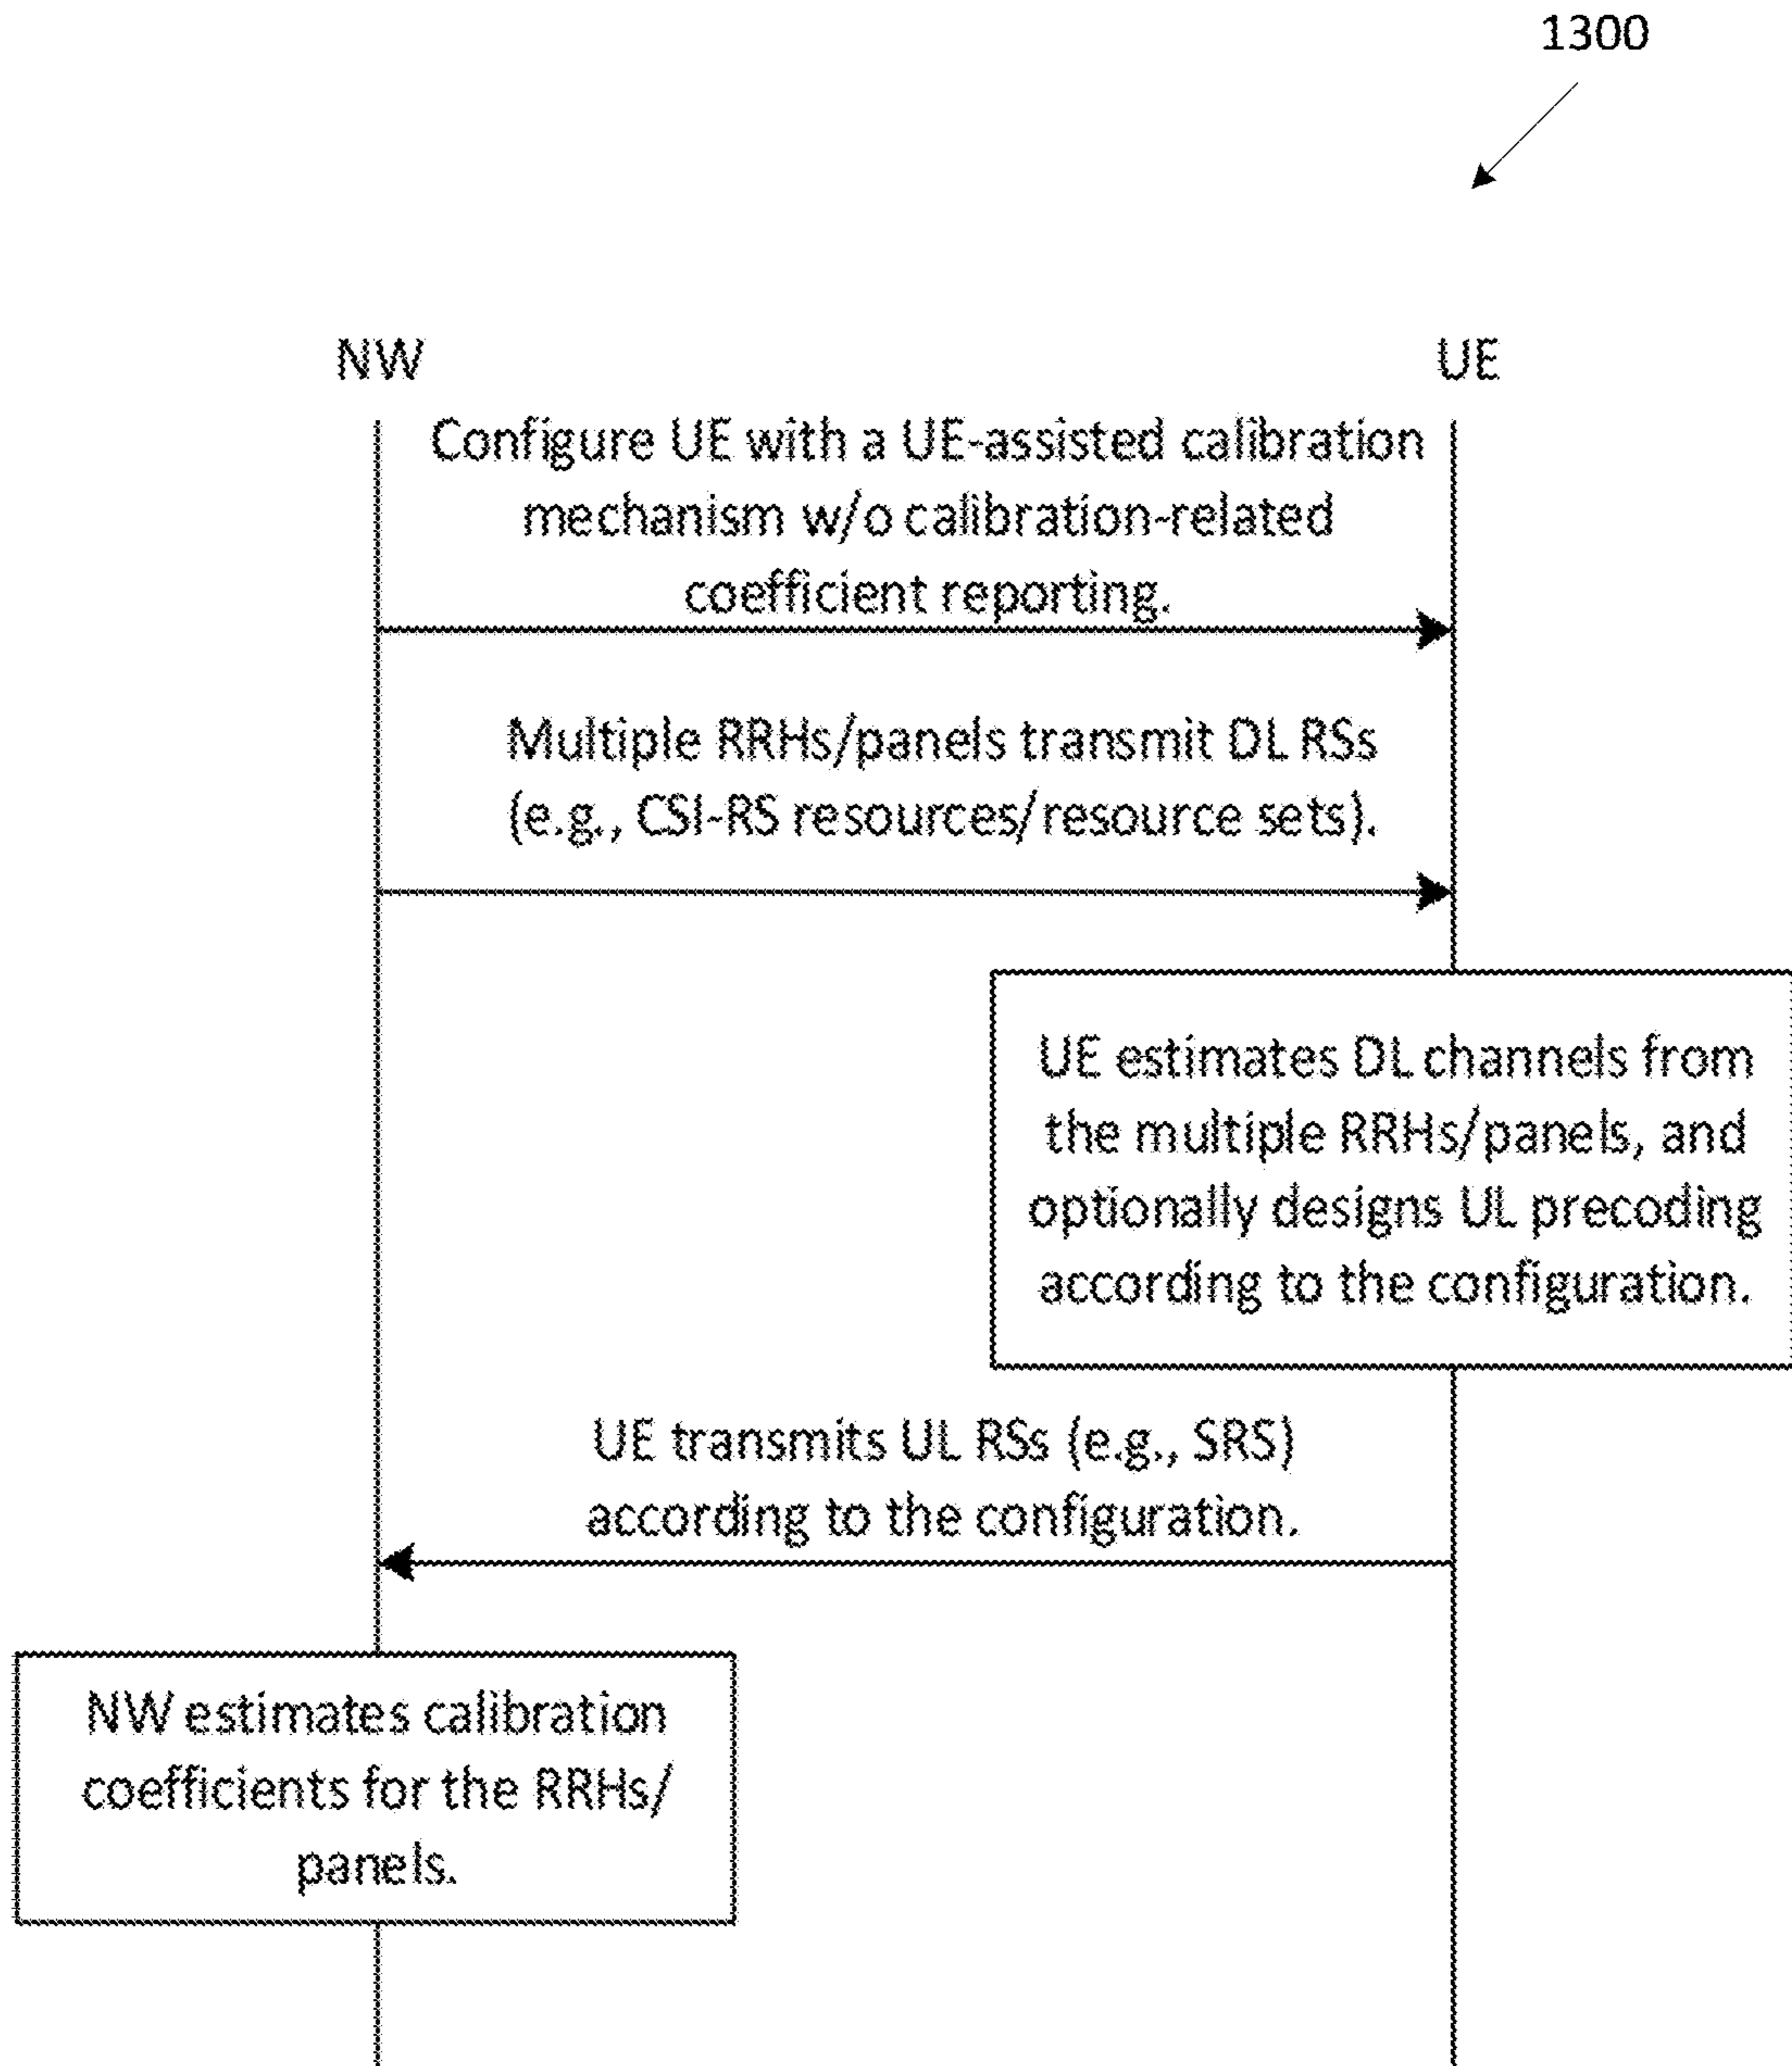 1300
NW
UE
Configure UE with a UE-assisted calibration
mechanism w/o calibration-related
coefficient reporting.
Multiple RRHs/panels transmit DL RSs
(e.g., CSI-RS resources/resource sets).
UE estimates DL channels from
the multiple RRHs/panels, and
optionally designs UL precoding
according to the configuration.
UE transmits UL RSs (e.g., SRS)
according to the configuration.
NW estimates calibration
coefficients for the RRHs/
panels.